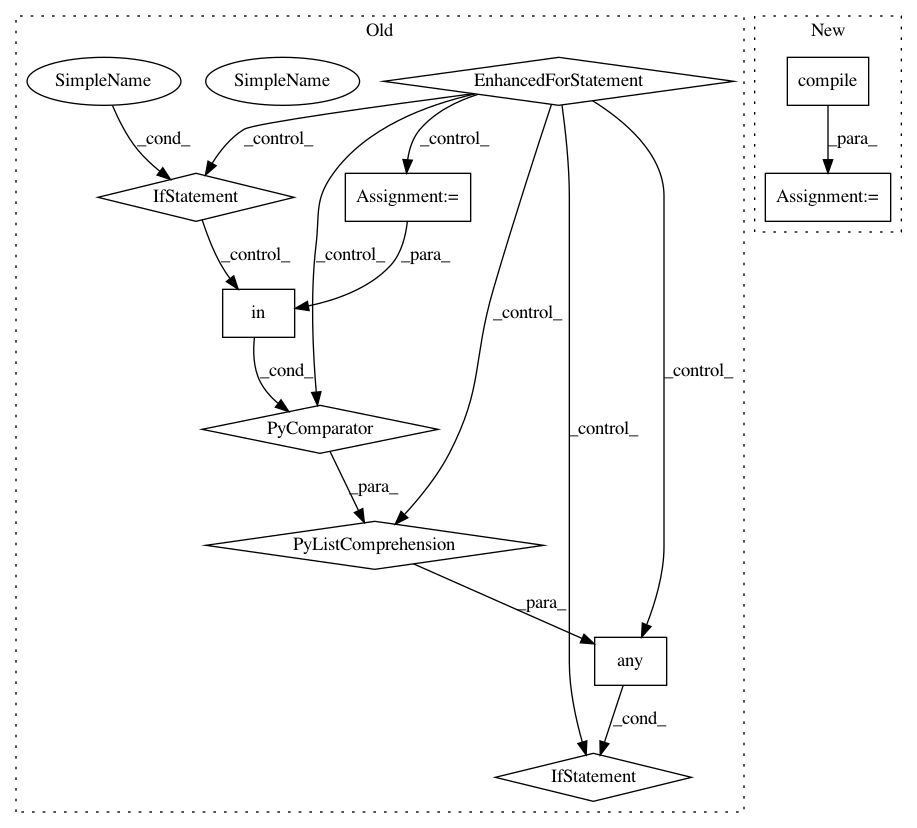 Old
New
SimpleName
SimpleName
EnhancedForStatement
compile
_cond_
_control_
_control_
_para_
IfStatement
Assignment:=
Assignment:=
_control_
_control_
_para_
in
_control_
_cond_
_control_
PyComparator
_control_
_para_
PyListComprehension
_para_
any
_cond_
IfStatement